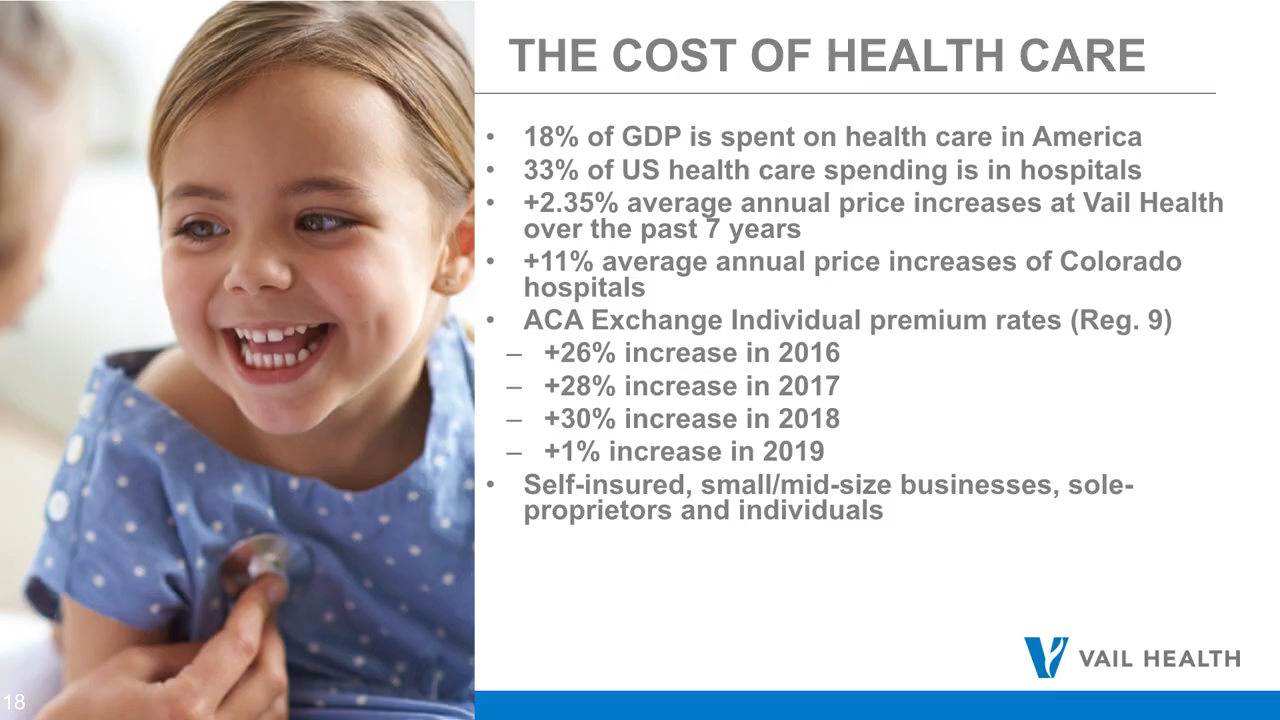 THE COST OF HEALTH CARE
• 18% of GDP is spent on health care in America
• 33% of US health care spending is in hospitals
• +2.35% average annual price increases at Vail Health
over the past 7 years
• +11% average annual price increases of Colorado
hospitals
• ACA Exchange Individual premium rates (Reg. 9)
– +26% increase in 2016
– +28% increase in 2017
– +30% increase in 2018
– +1% increase in 2019
• Self-insured, small/mid-size businesses, sole-
proprietors and individuals
VAIL HEALTH
18